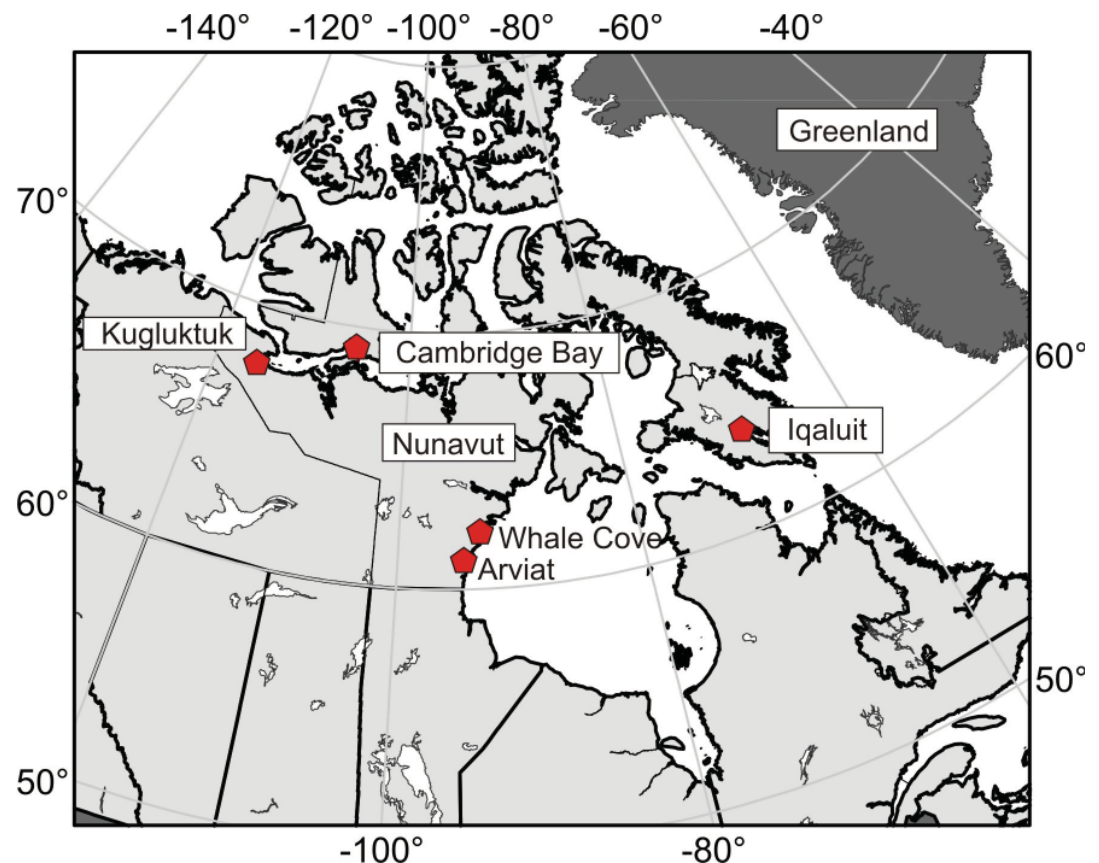 -140° -120° -100° -80° -60° -40°
Greenland
70°
Kugluktuk
Cambridge Bay
60°
Iqaluit
Nunavut
60°
Whale Cove
Arviat
50°
50°
-100° -80°